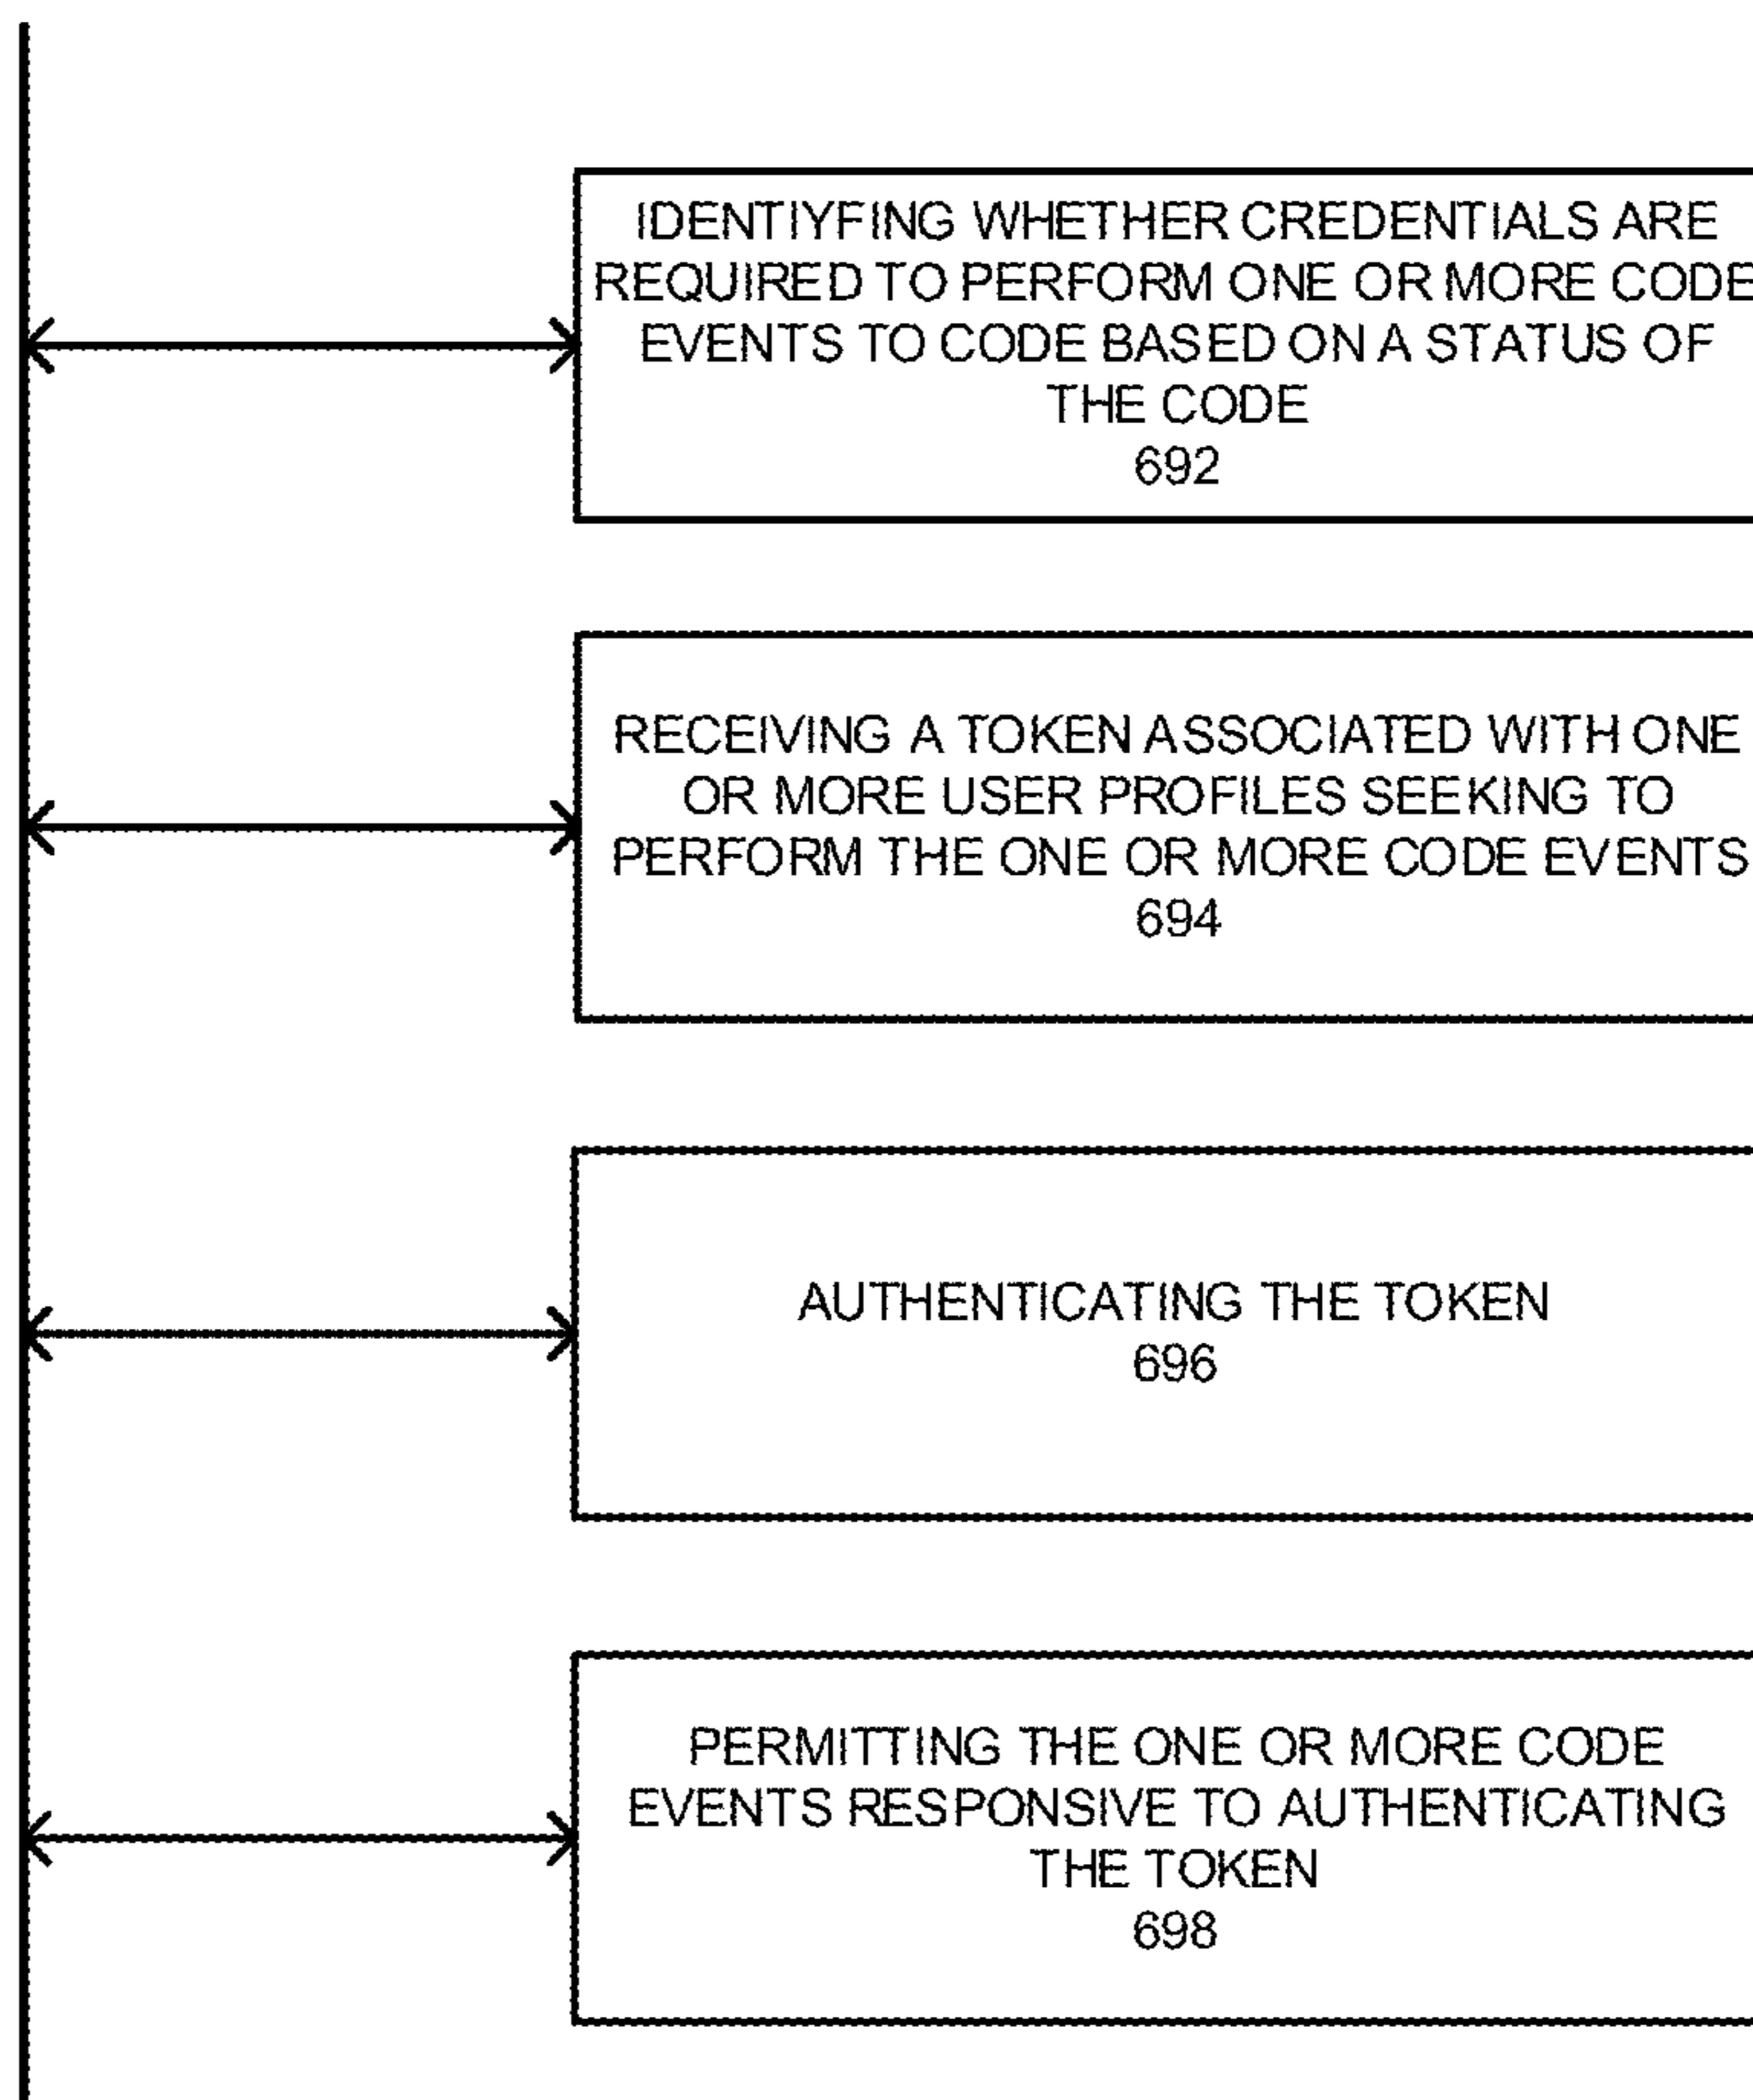 IDENTIYFING WHETHER CREDENTIALS ARE
REQUIRED TO PERFORM ONE OR MORE CODE
EVENTS TO CODE BASED ON A STATUS OF
THE CODE
692
RECEIVING A TOKEN ASSOCIATED WITH ONE
OR MORE USER PROFILES SEEKING TO
PERFORM THE ONE OR MORE CODE EVENTS
694
AUTHENTICATING THE TOKEN
696
PERMITTING THE ONE OR MORE CODE
EVENTS RESPONSIVE TO AUTHENTICATING
THE TOKEN
698